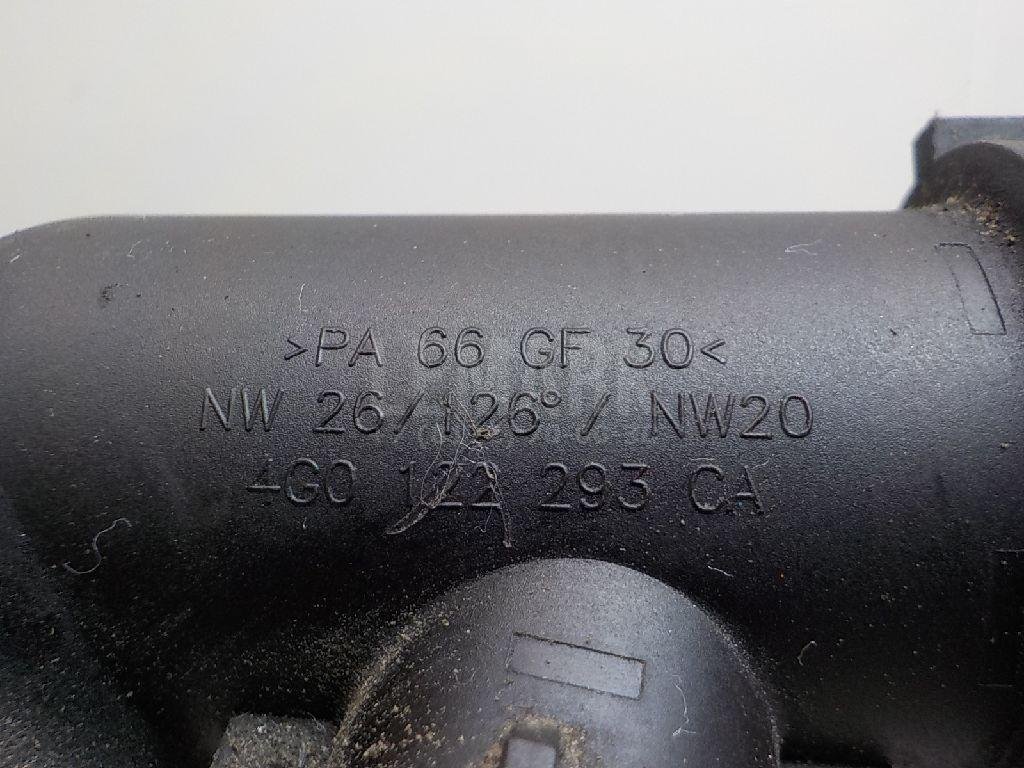 >PA 66 GF 30<
NW 26/126°/ NW20
4G0 122 293 CA